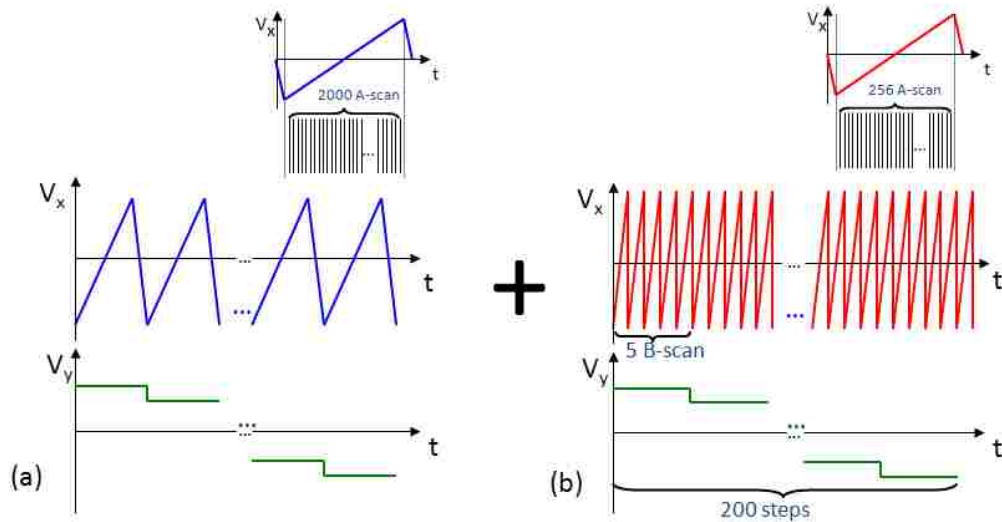 Vx
t
2000 A-scan
...
Vx
t
256 A-scan
...
Vx
...
t
...
+
Vx
...
t
...
5 B-scan
Vy
...
...
t
(a)
Vy
...
...
t
(b)
200 steps